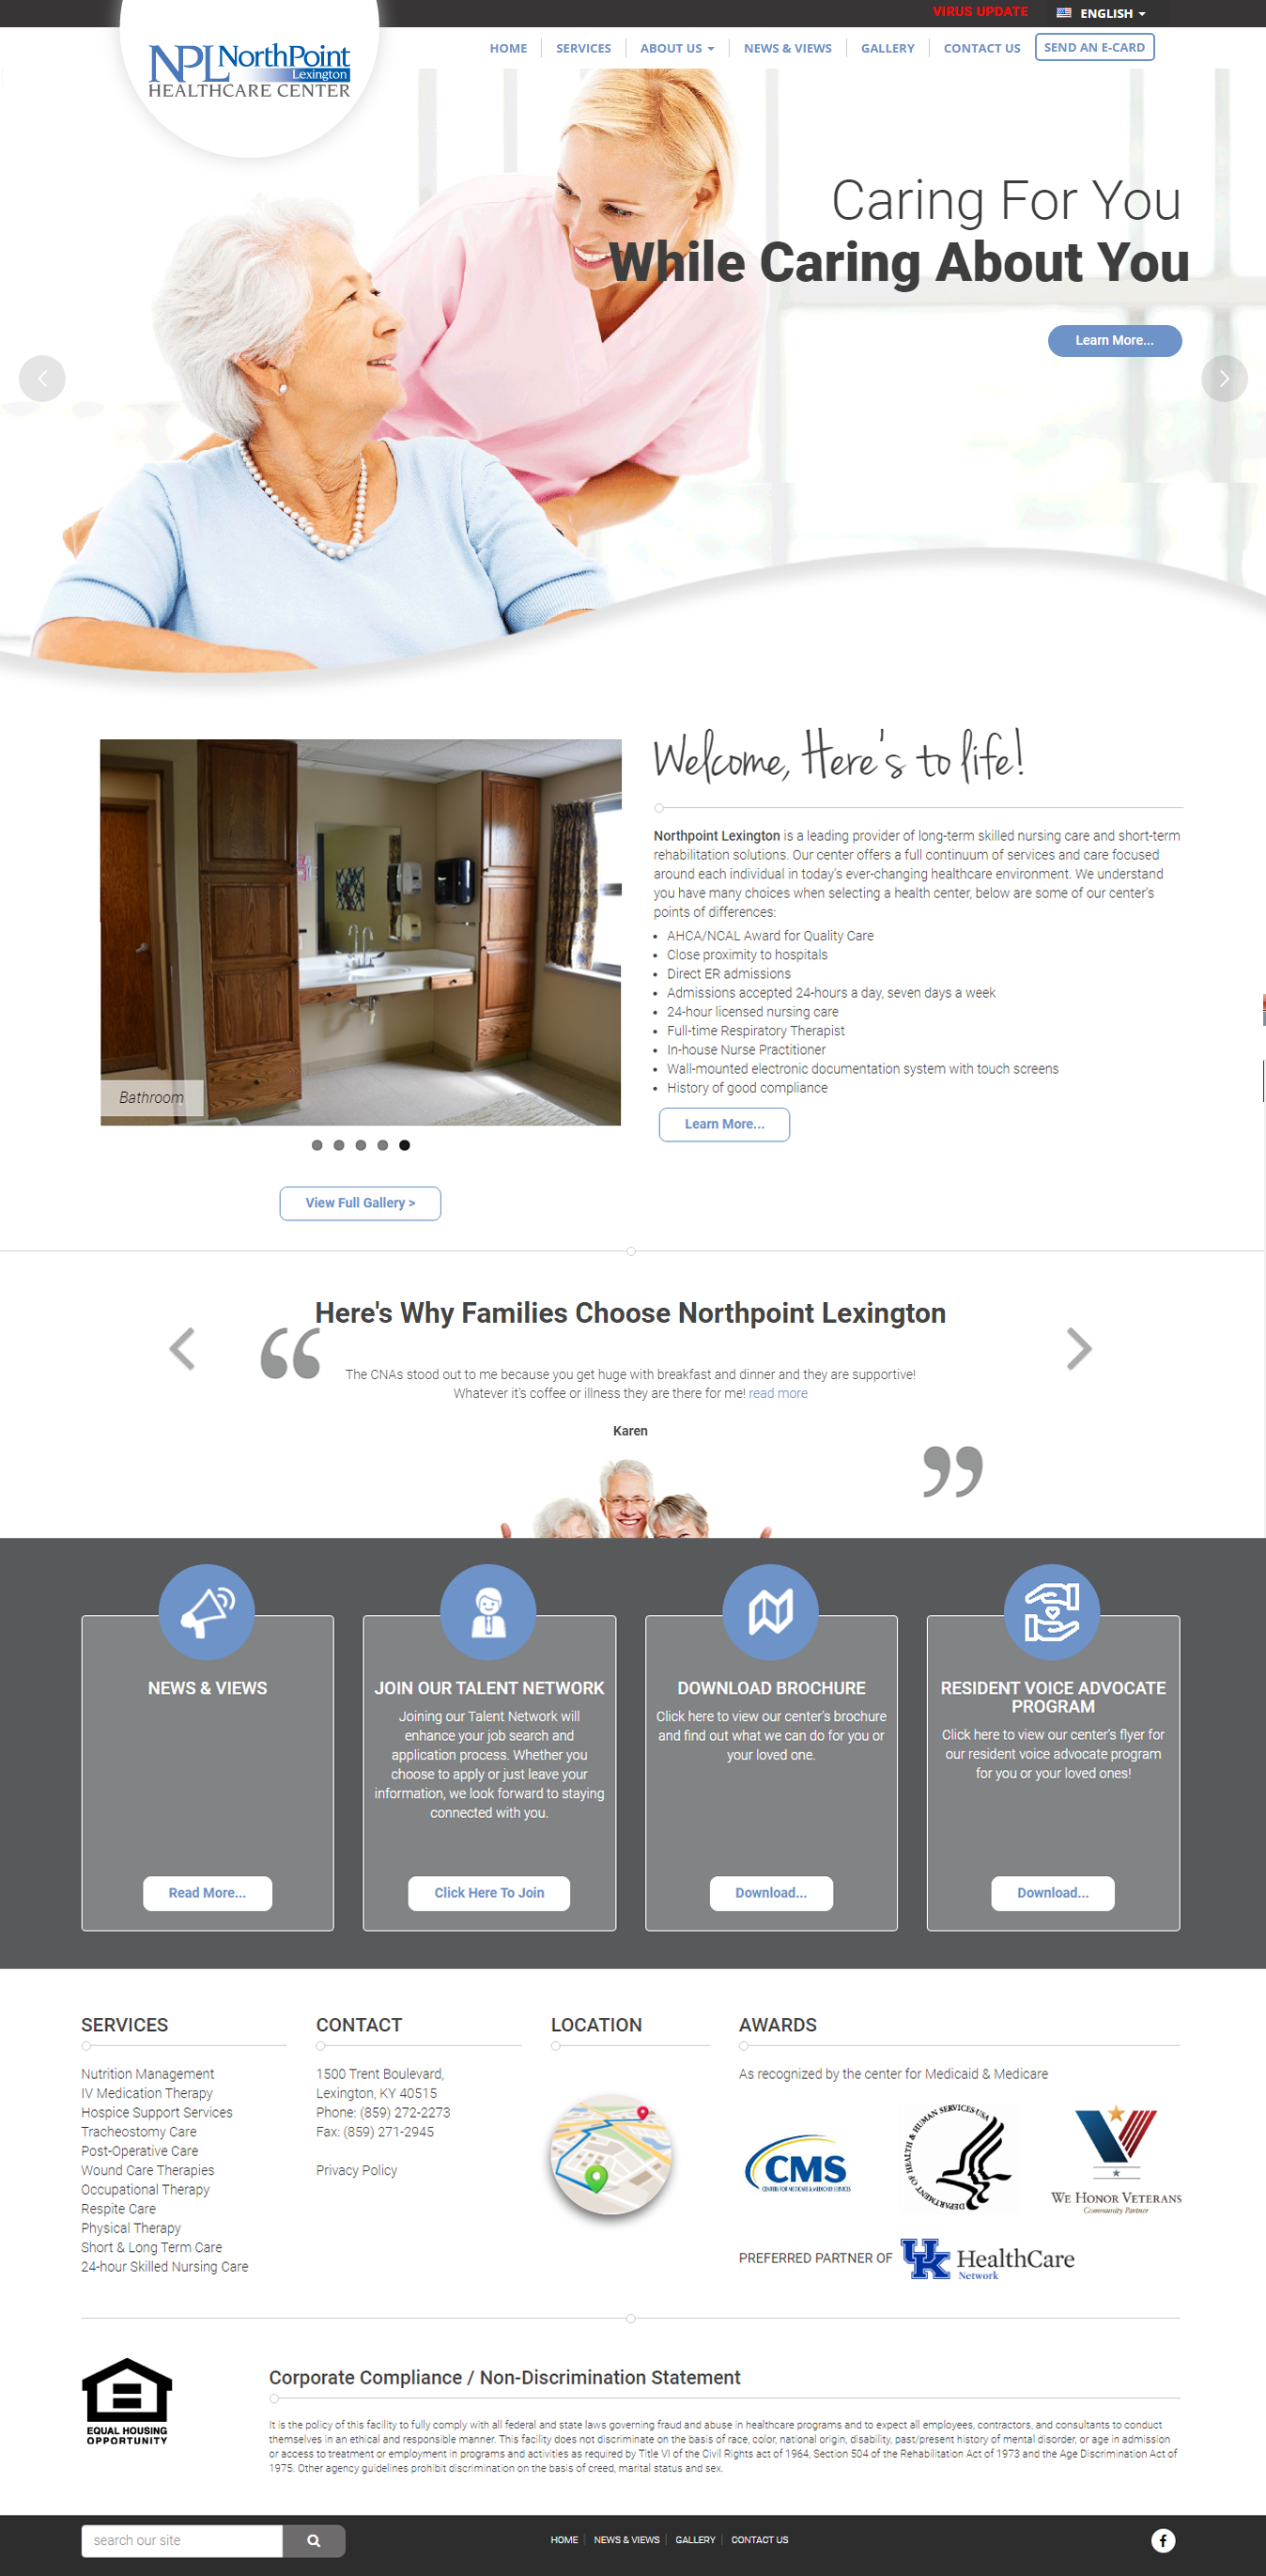 VIRUS UPDATE
ENGLISH
NPL NorthPoint
Lexington
HEALTHCARE CENTER
HOME
SERVICES
ABOUT US
NEWS & VIEWS
GALLERY
CONTACT US
SEND AN E-CARD
Caring For You
While Caring About You
Learn More...
Bathroom
View Full Gallery >
Welcome, Here's to life!
Northpoint Lexington is a leading provider of long-term skilled nursing care and short-term
rehabilitation solutions. Our center offers a full continuum of services and care focused
around each individual in today's ever-changing healthcare environment. We understand
you have many choices when selecting a health center, below are some of our center's
points of differences:
• AHCA/NCAL Award for Quality Care
• Close proximity to hospitals
• Direct ER admissions
• Admissions accepted 24-hours a day, seven days a week
• 24-hour licensed nursing care
• Full-time Respiratory Therapist
• In-house Nurse Practitioner
• Wall-mounted electronic documentation system with touch screens
• History of good compliance
Learn More...
Here's Why Families Choose Northpoint Lexington
The CNAs stood out to me because you get huge with breakfast and dinner and they are supportive!
Whatever it's coffee or illness they are there for me! read more
Karen
NEWS & VIEWS
Read More...
JOIN OUR TALENT NETWORK
Joining our Talent Network will
enhance your job search and
application process. Whether you
choose to apply or just leave your
information, we look forward to staying
connected with you.
Click Here To Join
DOWNLOAD BROCHURE
Click here to view our center's brochure
and find out what we can do for you or
your loved one.
Download...
RESIDENT VOICE ADVOCATE
PROGRAM
Click here to view our center's flyer for
our resident voice advocate program
for you or your loved ones!
Download...
SERVICES
Nutrition Management
IV Medication Therapy
Hospice Support Services
Tracheostomy Care
Post-Operative Care
Wound Care Therapies
Occupational Therapy
Respite Care
Physical Therapy
Short & Long Term Care
24-hour Skilled Nursing Care
CONTACT
1500 Trent Boulevard,
Lexington, KY 40515
Phone: (859) 272-2273
Fax: (859) 271-2945
Privacy Policy
LOCATION
AWARDS
As recognized by the center for Medicaid & Medicare
CMS
CENTERS FOR MEDICARE & MEDICAID SERVICES
DEPARTMENT OF HEALTH & HUMAN SERVICES·USA
WE HONOR VETERANS
Community Partner
PREFERRED PARTNER OF
UK HealthCare
Network
EQUAL HOUSING
OPPORTUNITY
Corporate Compliance / Non-Discrimination Statement
It is the policy of this facility to fully comply with all federal and state laws governing fraud and abuse in healthcare programs and to expect all employees, contractors, and consultants to conduct
themselves in an ethical and responsible manner. This facility does not discriminate on the basis of race, color, national origin, disability, past/present history of mental disorder, or age in admission
or access to treatment or employment in programs and activities as required by Title VI of the Civil Rights act of 1964, Section 504 of the Rehabilitation Act of 1973 and the Age Discrimination Act of
1975. Other agency guidelines prohibit discrimination on the basis of creed, marital status and sex.
search our site
HOME
NEWS & VIEWS
GALLERY
CONTACT US